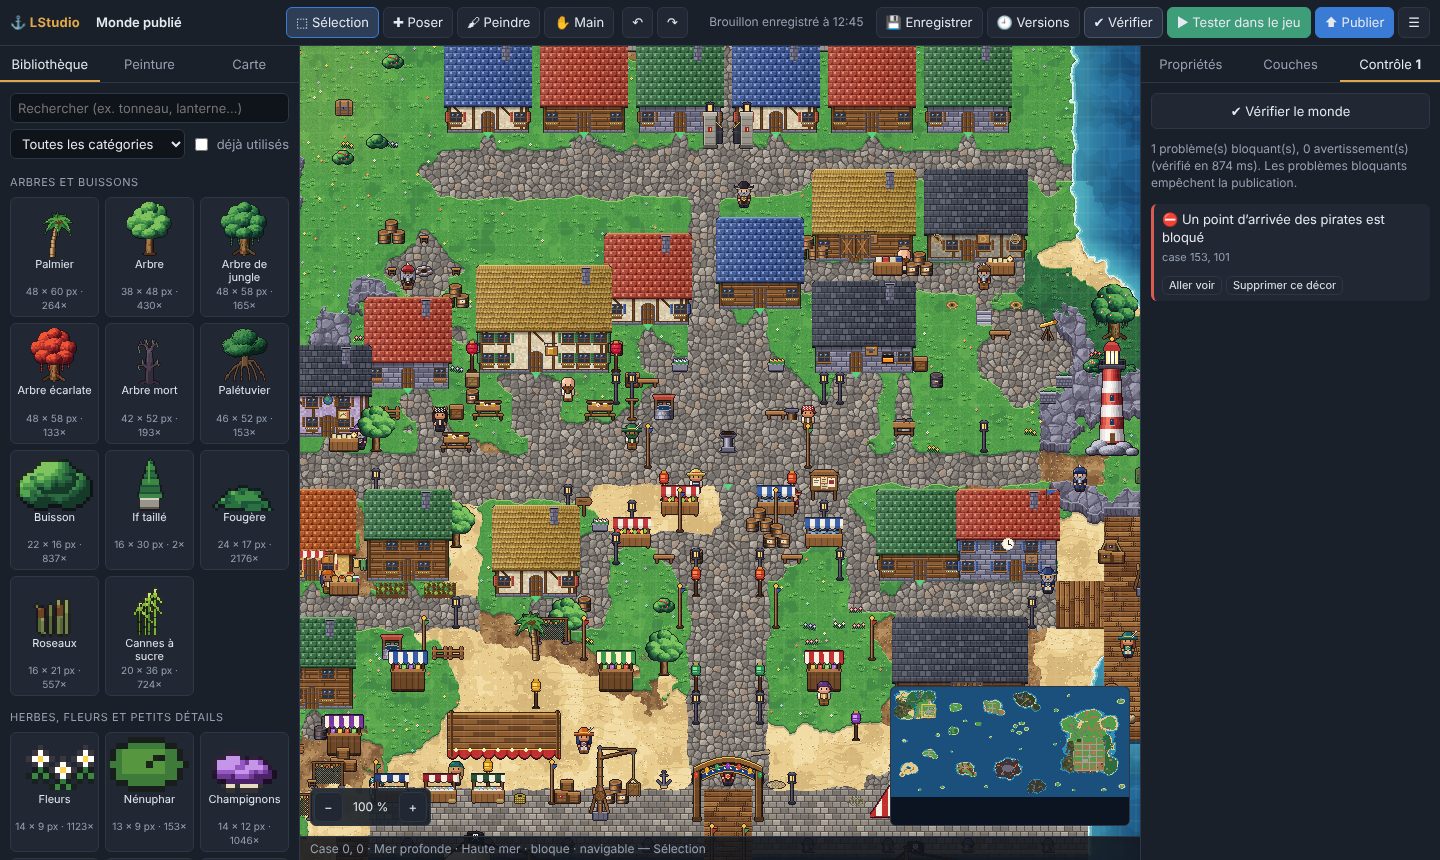 LStudio Monde publié Sélection Poser Peindre Main Brouillon enregistré à 12:45 Enregistrer Versions Vérifier Tester dans le jeu Publier
Bibliothèque Peinture Carte
Rechercher (ex. tonneau, lanterne...)
Toutes les catégories déjà utilisés
ARBRES ET BUISSONS
Palmier
48 × 60 px ·
264×
Arbre
38 × 48 px ·
430×
Arbre de
jungle
48 × 58 px ·
165×
Arbre écarlate
48 × 58 px ·
133×
Arbre mort
42 × 52 px ·
193×
Palétuvier
46 × 52 px ·
153×
Buisson
22 × 16 px ·
837×
If taillé
16 × 30 px · 2×
Fougère
24 × 17 px ·
2176×
Roseaux
16 × 21 px ·
557×
Cannes à
sucre
20 × 36 px ·
724×
HERBES, FLEURS ET PETITS DÉTAILS
Fleurs
14 × 9 px · 1123×
Nénuphar
13 × 9 px · 153×
Champignons
14 × 12 px ·
1046×
− 100 % +
Case 0, 0 · Mer profonde · Haute mer · bloque · navigable — Sélection
Propriétés Couches Contrôle 1
Vérifier le monde
1 problème(s) bloquant(s), 0 avertissement(s)
(vérifié en 874 ms). Les problèmes bloquants
empêchent la publication.
Un point d'arrivée des pirates est
bloqué
case 153, 101
Aller voir Supprimer ce décor